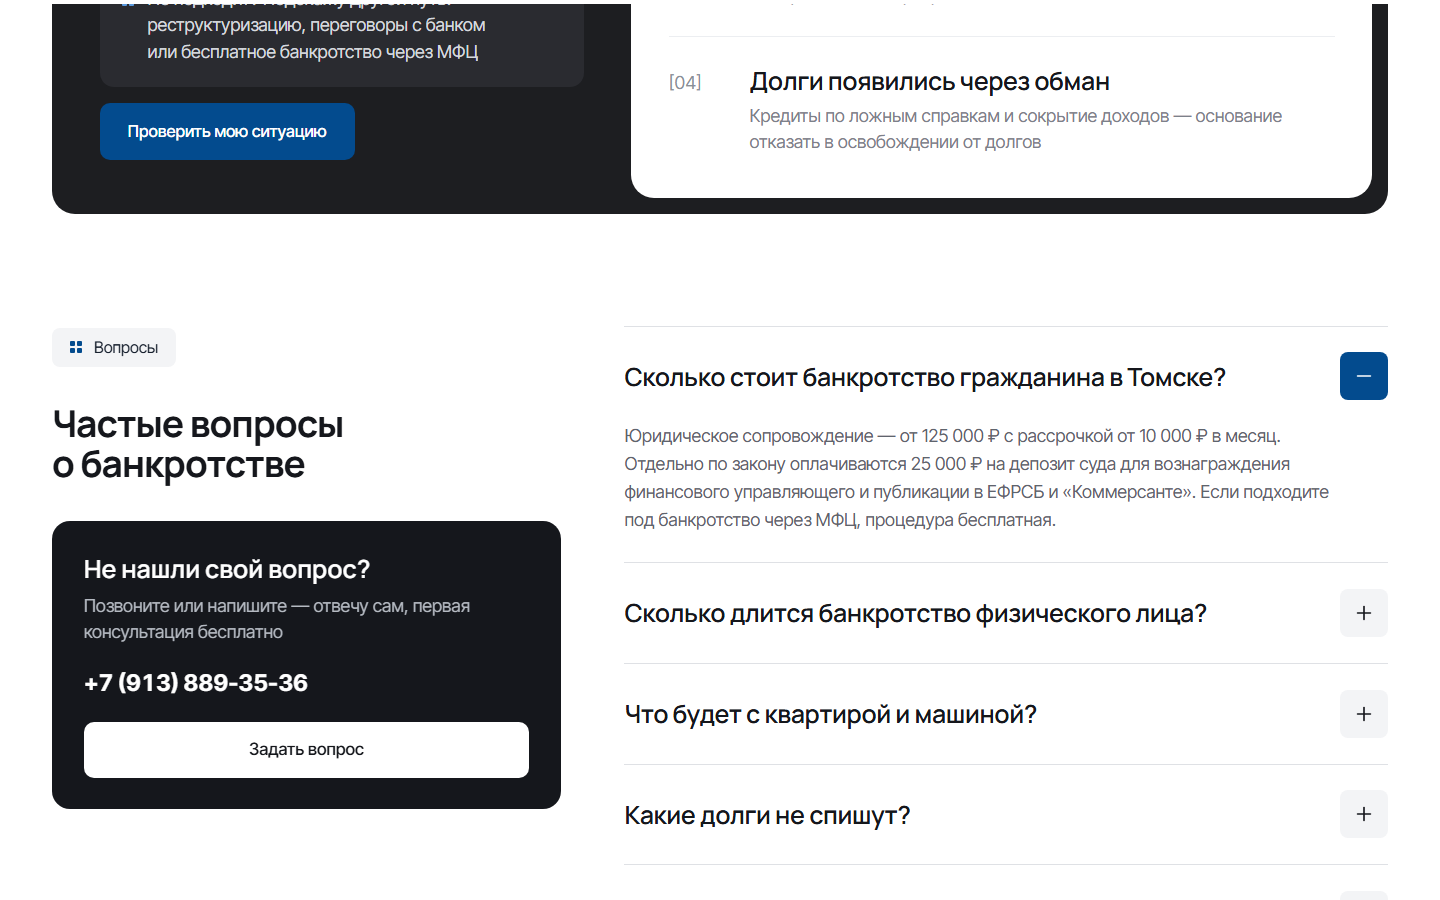 реструктуризацию, переговоры с банком
или бесплатное банкротство через МФЦ
Проверить мою ситуацию
[04]
Долги появились через обман
Кредиты по ложным справкам и сокрытие доходов — основание
отказать в освобождении от долгов
Вопросы
Частые вопросы
о банкротстве
Не нашли свой вопрос?
Позвоните или напишите — отвечу сам, первая
консультация бесплатно
+7 (913) 889-35-36
Задать вопрос
Сколько стоит банкротство гражданина в Томске?
Юридическое сопровождение — от 125 000 ₽ с рассрочкой от 10 000 ₽ в месяц.
Отдельно по закону оплачиваются 25 000 ₽ на депозит суда для вознаграждения
финансового управляющего и публикации в ЕФРСБ и «Коммерсанте». Если подходите
под банкротство через МФЦ, процедура бесплатная.
Сколько длится банкротство физического лица?
Что будет с квартирой и машиной?
Какие долги не спишут?